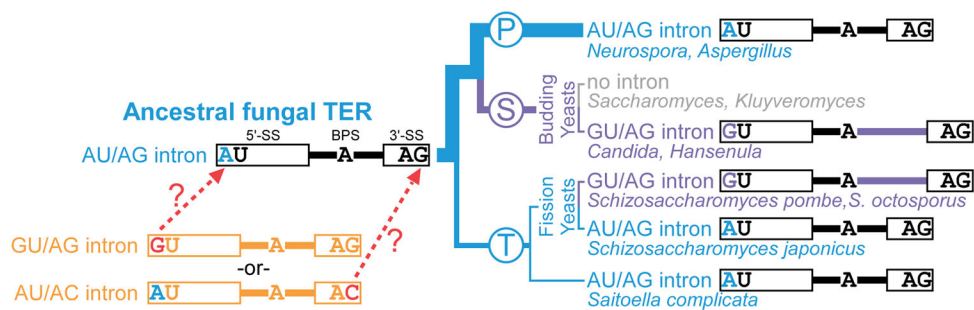 Ancestral fungal TER
5'-SS BPS 3'-SS
AU/AG intron AU A AG
?
?
GU/AG intron GU A AG
-or-
AU/AC intron AU A AC
P
AU/AG intron AU A AG
Neurospora, Aspergillus
S
Budding
Yeasts
no intron
Saccharomyces, Kluyveromyces
GU/AG intron GU A AG
Candida, Hansenula
T
Fission
Yeasts
GU/AG intron GU A AG
Schizosaccharomyces pombe,S. octosporus
AU/AG intron AU A AG
Schizosaccharomyces japonicus
AU/AG intron AU A AG
Saitoella complicata